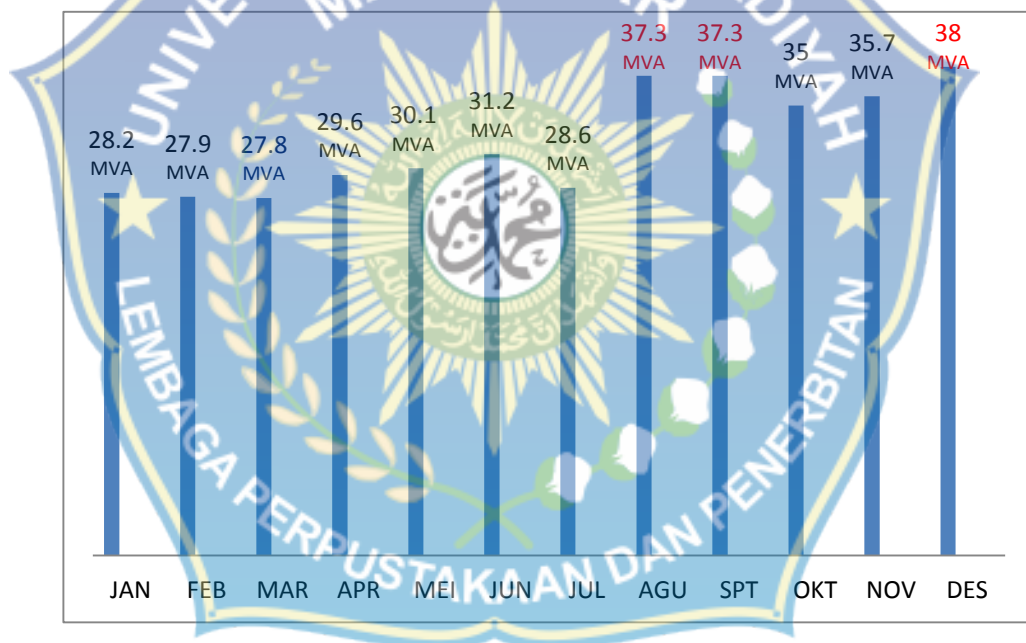 28.2
MVA
27.9
MVA
27.8
MVA
29.6
MVA
30.1
MVA
31.2
MVA
28.6
MVA
37.3
MVA
37.3
MVA
35
MVA
35.7
MVA
38
MVA
JAN FEB MAR APR MEI JUN JUL AGU SPT OKT NOV DES
LEMBAGA PERPUSTAKAAN DAN PENERBITAN